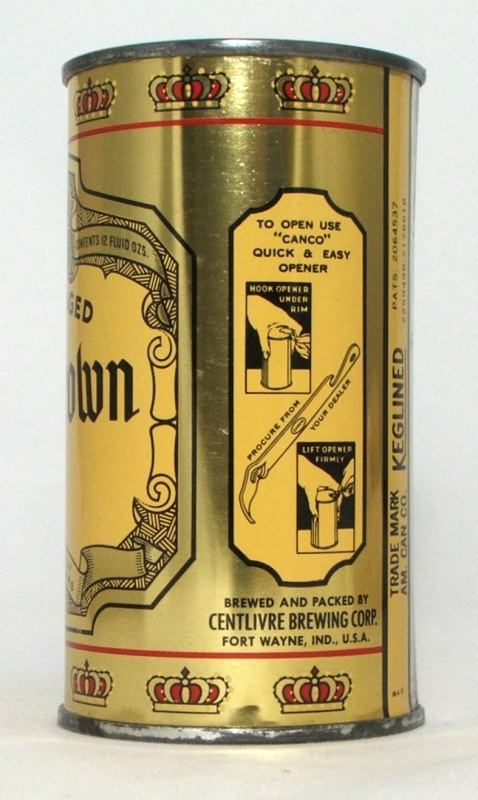 CONTENTS 12 FLUID OZS.
GED
own
TO OPEN USE
"CANCO"
QUICK & EASY
OPENER
HOOK OPENER
UNDER
RIM
PROCURE FROM
YOUR DEALER
LIFT OPENER
FIRMLY
BREWED AND PACKED BY
CENTLIVRE BREWING CORP.
FORT WAYNE, IND., U.S.A.
TRADE MARK KEGLINED PATS. 2064537
AM. CAN CO.